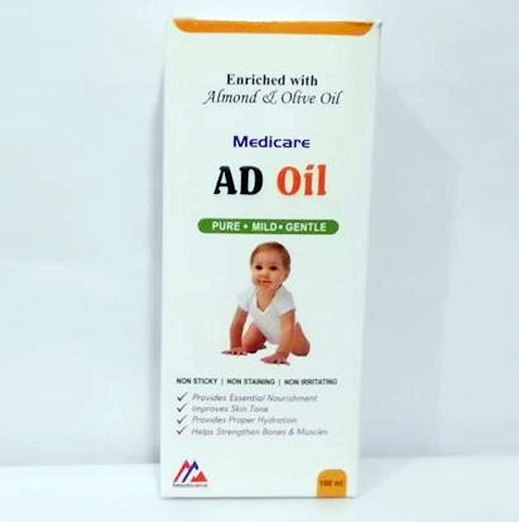 Enriched with
Almond & Olive Oil
Medicare
AD Oil
PURE • MILD • GENTLE
NON STICKY | NON STAINING | NON IRRITATING
✓ Provides Essential Nourishment
✓ Improves Skin Tone
✓ Provides Proper Hydration
✓ Helps Strengthen Bones & Muscles
100 ml